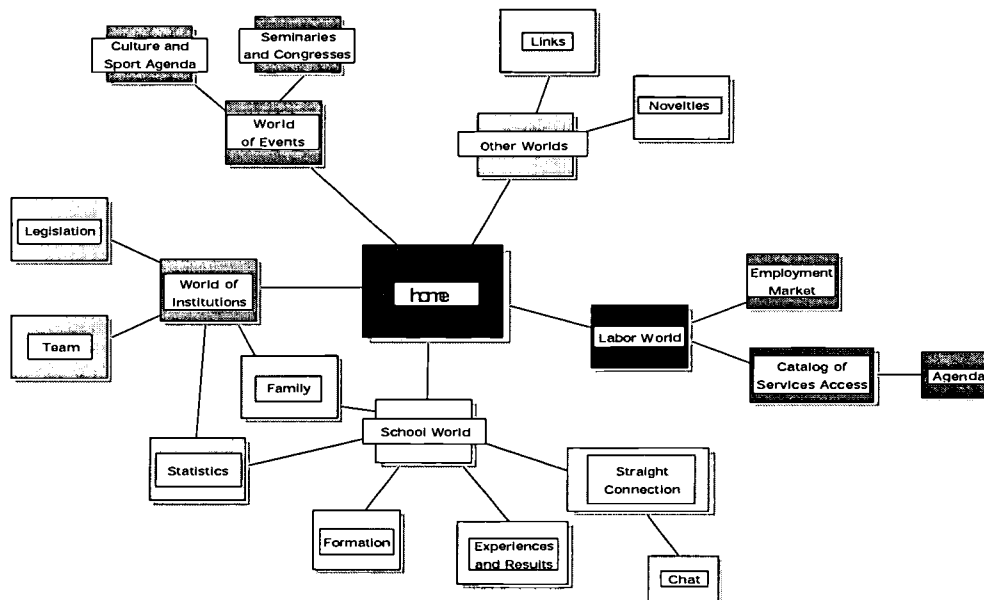 Culture and
Sport Agenda
Seminaries
and Congresses
Links
Novelties
World
of Events
Other Worlds
Legislation
World of
Institutions
home
Employment
Market
Team
Labor World
Family
Catalog of
Services Access
Agenda
School World
Statistics
Straight
Connection
Formation
Experiences
and Results
Chat